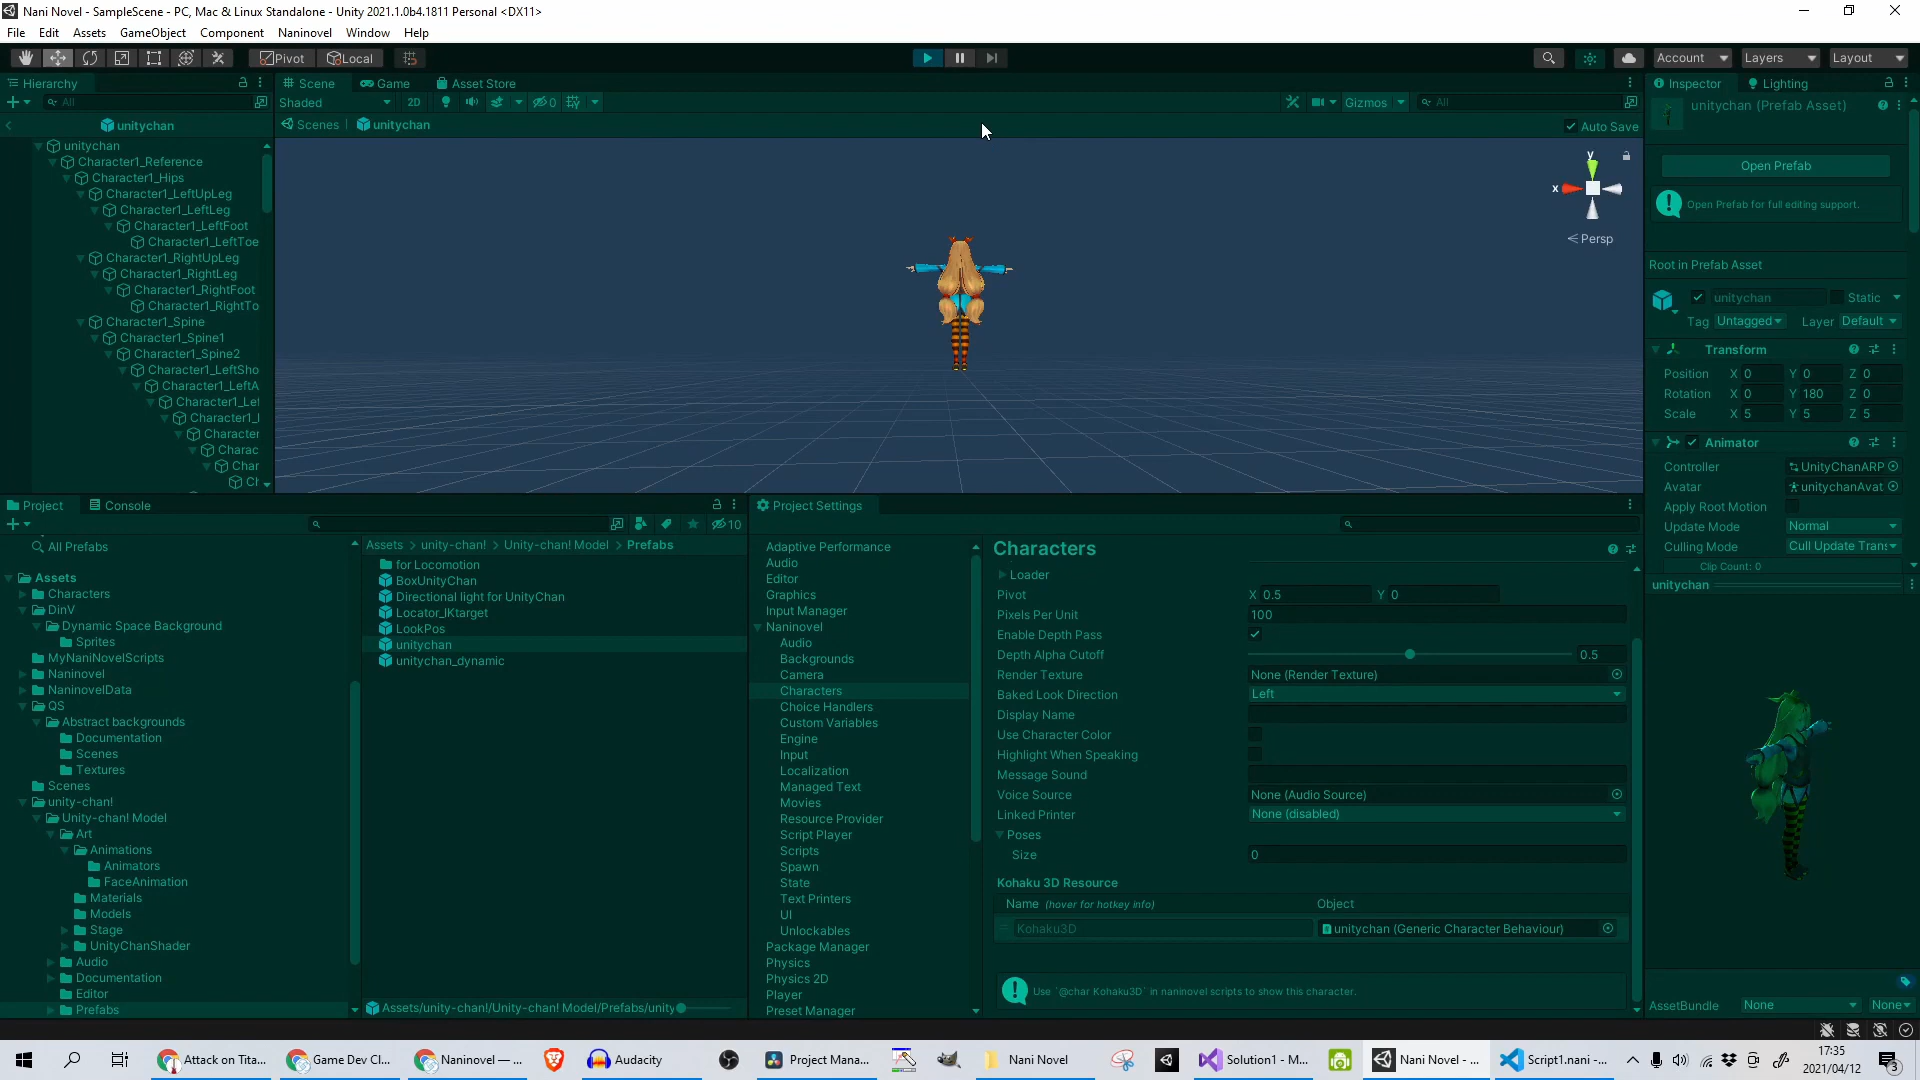 Nani Novel - SampleScene - PC, Mac & Linux Standalone - Unity 2021.1.0b4.1811 Personal <DX11>
File Edit Assets GameObject Component Naninovel Window Help
Pivot Local Account Layers Layout
Hierarchy
All
unitychan
unitychan
Character1_Reference
Character1_Hips
Character1_LeftUpLeg
Character1_LeftLeg
Character1_LeftFoot
Character1_LeftToe
Character1_RightUpLeg
Character1_RightLeg
Character1_RightFoot
Character1_RightTo
Character1_Spine
Character1_Spine1
Character1_Spine2
Character1_LeftSho
Character1_LeftA
Character1_Lef
Character1_
Character
Charac
Char
Scene Game Asset Store
Shaded 2D 0 Gizmos All
Scenes unitychan Auto Save
y
x
Persp
Inspector Lighting
unitychan (Prefab Asset)
Open Prefab
Open Prefab for full editing support.
Root in Prefab Asset
unitychan Static
Tag Untagged Layer Default
Transform
Position X 0 Y 0 Z 0
Rotation X 0 Y 180 Z 0
Scale X 5 Y 5 Z 5
Animator
Controller UnityChanARP
Avatar unitychanAvat
Apply Root Motion
Update Mode Normal
Culling Mode Cull Update Trans
Clip Count: 0
unitychan
AssetBundle None None
Project Console
10
All Prefabs
Assets
Characters
DinV
Dynamic Space Background
Sprites
MyNaniNovelScripts
Naninovel
NaninovelData
QS
Abstract backgrounds
Documentation
Scenes
Textures
Scenes
unity-chan!
Unity-chan! Model
Art
Animations
Animators
FaceAnimation
Materials
Models
Stage
UnityChanShader
Audio
Documentation
Editor
Prefabs
Assets > unity-chan! > Unity-chan! Model > Prefabs
for Locomotion
BoxUnityChan
Directional light for UnityChan
Locator_IKtarget
LookPos
unitychan
unitychan_dynamic
Assets/unity-chan!/Unity-chan! Model/Prefabs/unity
Project Settings
Adaptive Performance
Audio
Editor
Graphics
Input Manager
Naninovel
Audio
Backgrounds
Camera
Characters
Choice Handlers
Custom Variables
Engine
Input
Localization
Managed Text
Movies
Resource Provider
Script Player
Scripts
Spawn
State
Text Printers
UI
Unlockables
Package Manager
Physics
Physics 2D
Player
Preset Manager
Characters
Loader
Pivot X 0.5 Y 0
Pixels Per Unit 100
Enable Depth Pass
Depth Alpha Cutoff 0.5
Render Texture None (Render Texture)
Baked Look Direction Left
Display Name
Use Character Color
Highlight When Speaking
Message Sound
Voice Source None (Audio Source)
Linked Printer None (disabled)
Poses
Size 0
Kohaku 3D Resource
Name (hover for hotkey info) Object
Kohaku3D unitychan (Generic Character Behaviour)
Use `@char Kohaku3D` in naninovel scripts to show this character.
Attack on Tita... Game Dev Cl... Naninovel — ... Audacity Project Mana... Nani Novel Solution1 - M... Nani Novel - ... Script1.nani -... 17:35
2021/04/12
3